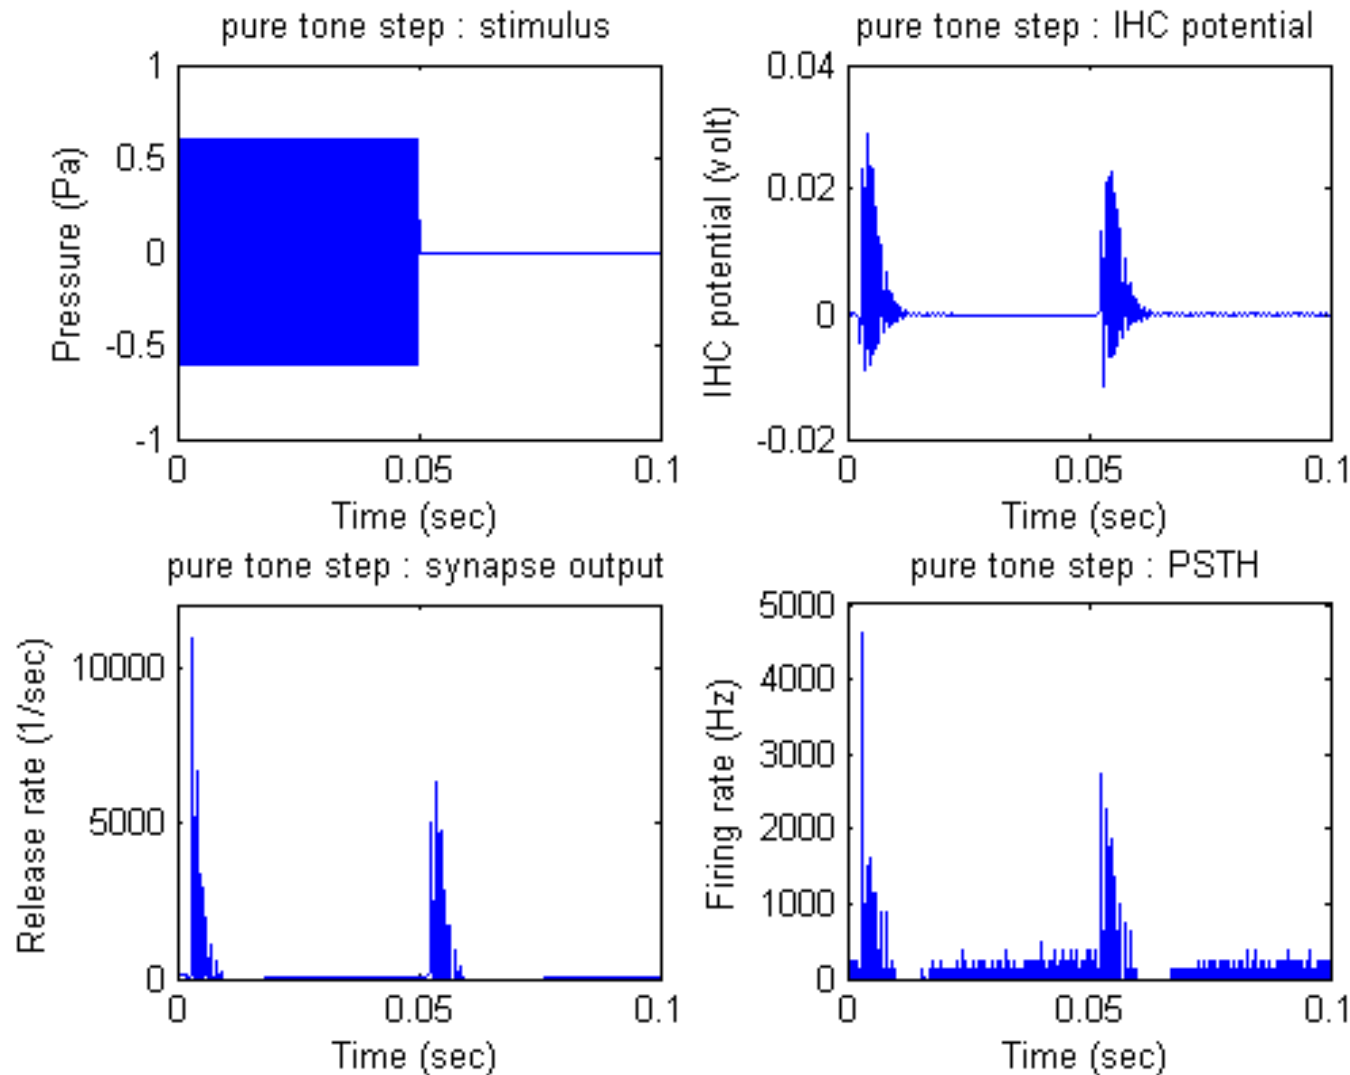 pure tone step : stimulus
Pressure (Pa)
1
0.5
0
-0.5
-1
0
0.05
0.1
Time (sec)
pure tone step : IHC potential
IHC potential (volt)
0.04
0.02
0
-0.02
0
0.05
0.1
Time (sec)
pure tone step : synapse output
Release rate (1/sec)
10000
5000
0
0
0.05
0.1
Time (sec)
pure tone step : PSTH
Firing rate (Hz)
5000
4000
3000
2000
1000
0
0
0.05
0.1
Time (sec)